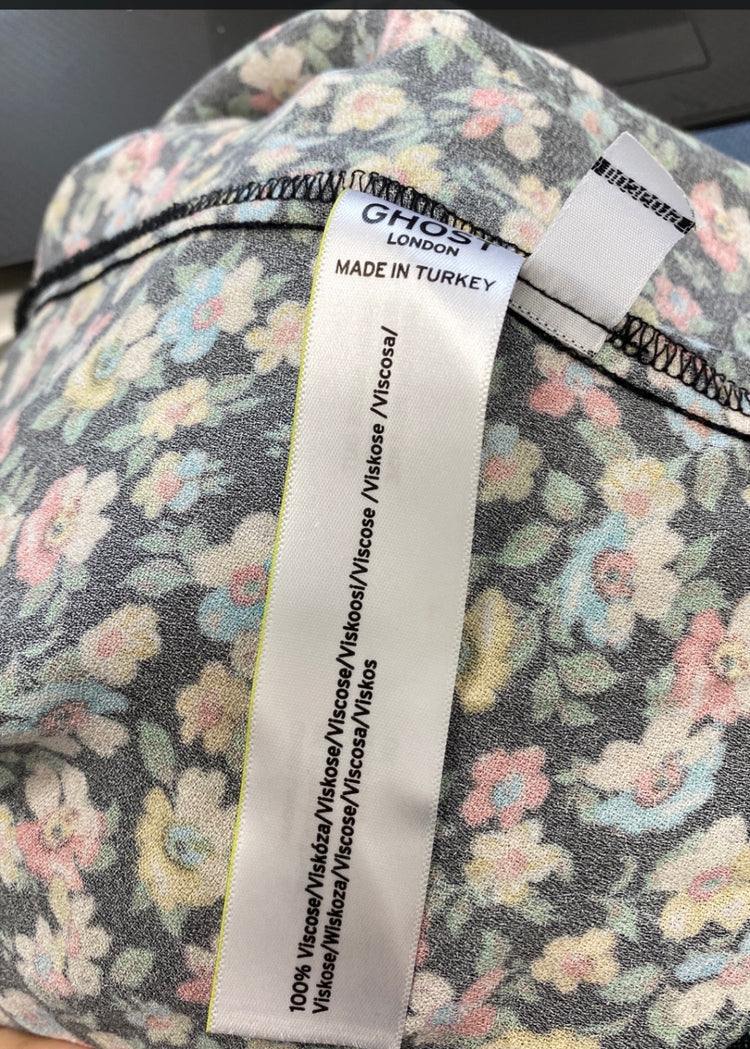 GHOST
LONDON
MADE IN TURKEY
100% Viscose/Viskóza/Viskose/Viscose/Viskoosi/Viscose /Viskose /Viscosa/
Viskose/Wiskoza/Viscose/Viscosa/Viskos